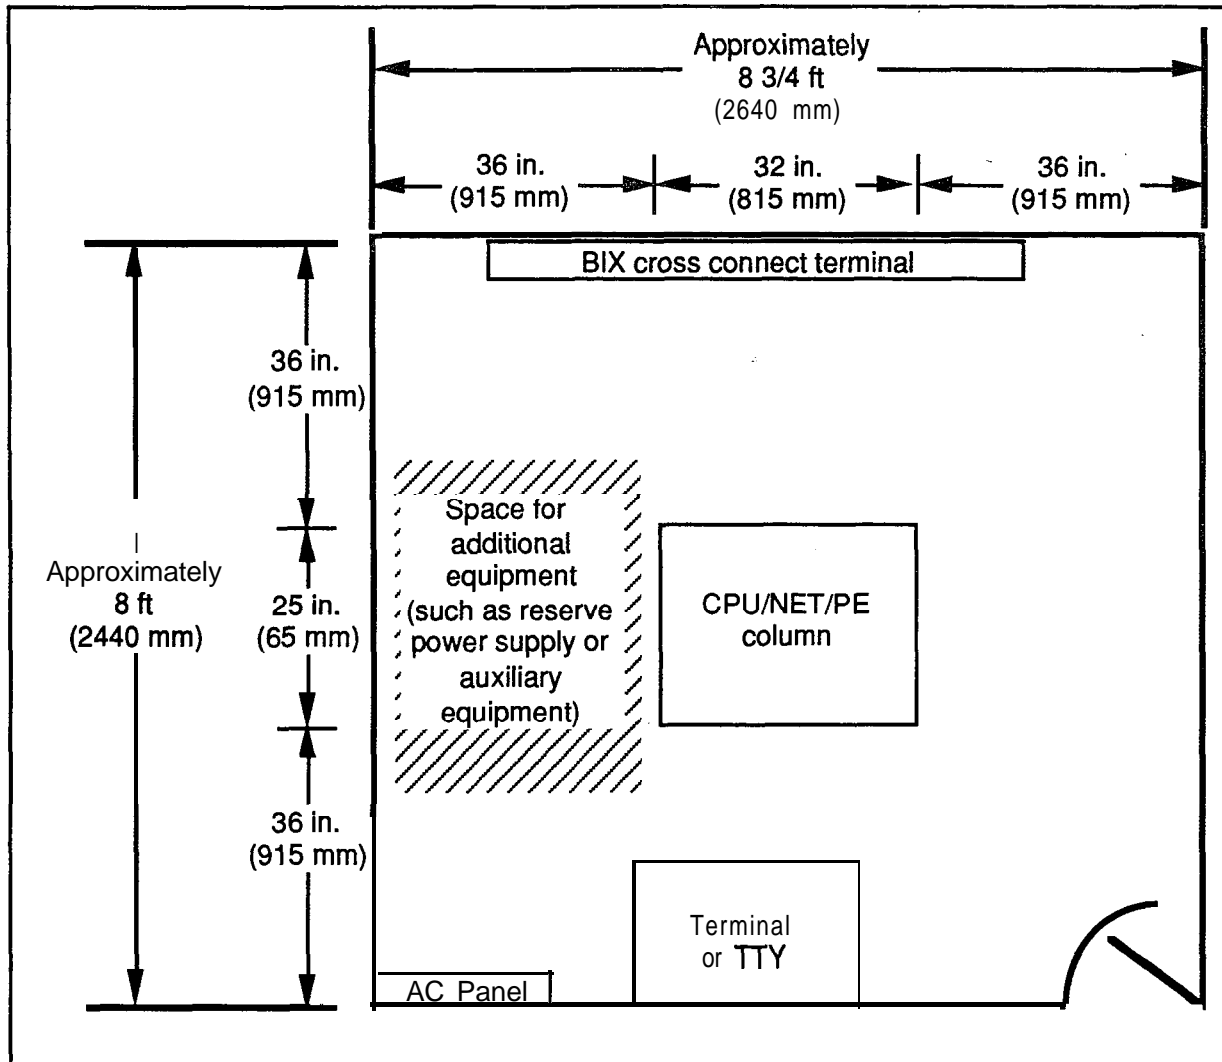 Approximately
8 3/4 ft
(2640 mm)
36 in.
(915 mm)
32 in.
(815 mm)
36 in.
(915 mm)
BIX cross connect terminal
36 in.
(915 mm)
Approximately
8 ft
(2440 mm)
25 in.
(65 mm)
Space for
additional
equipment
(such as reserve
power supply or
auxiliary
equipment)
CPU/NET/PE
column
36 in.
(915 mm)
Terminal
or TTY
AC Panel